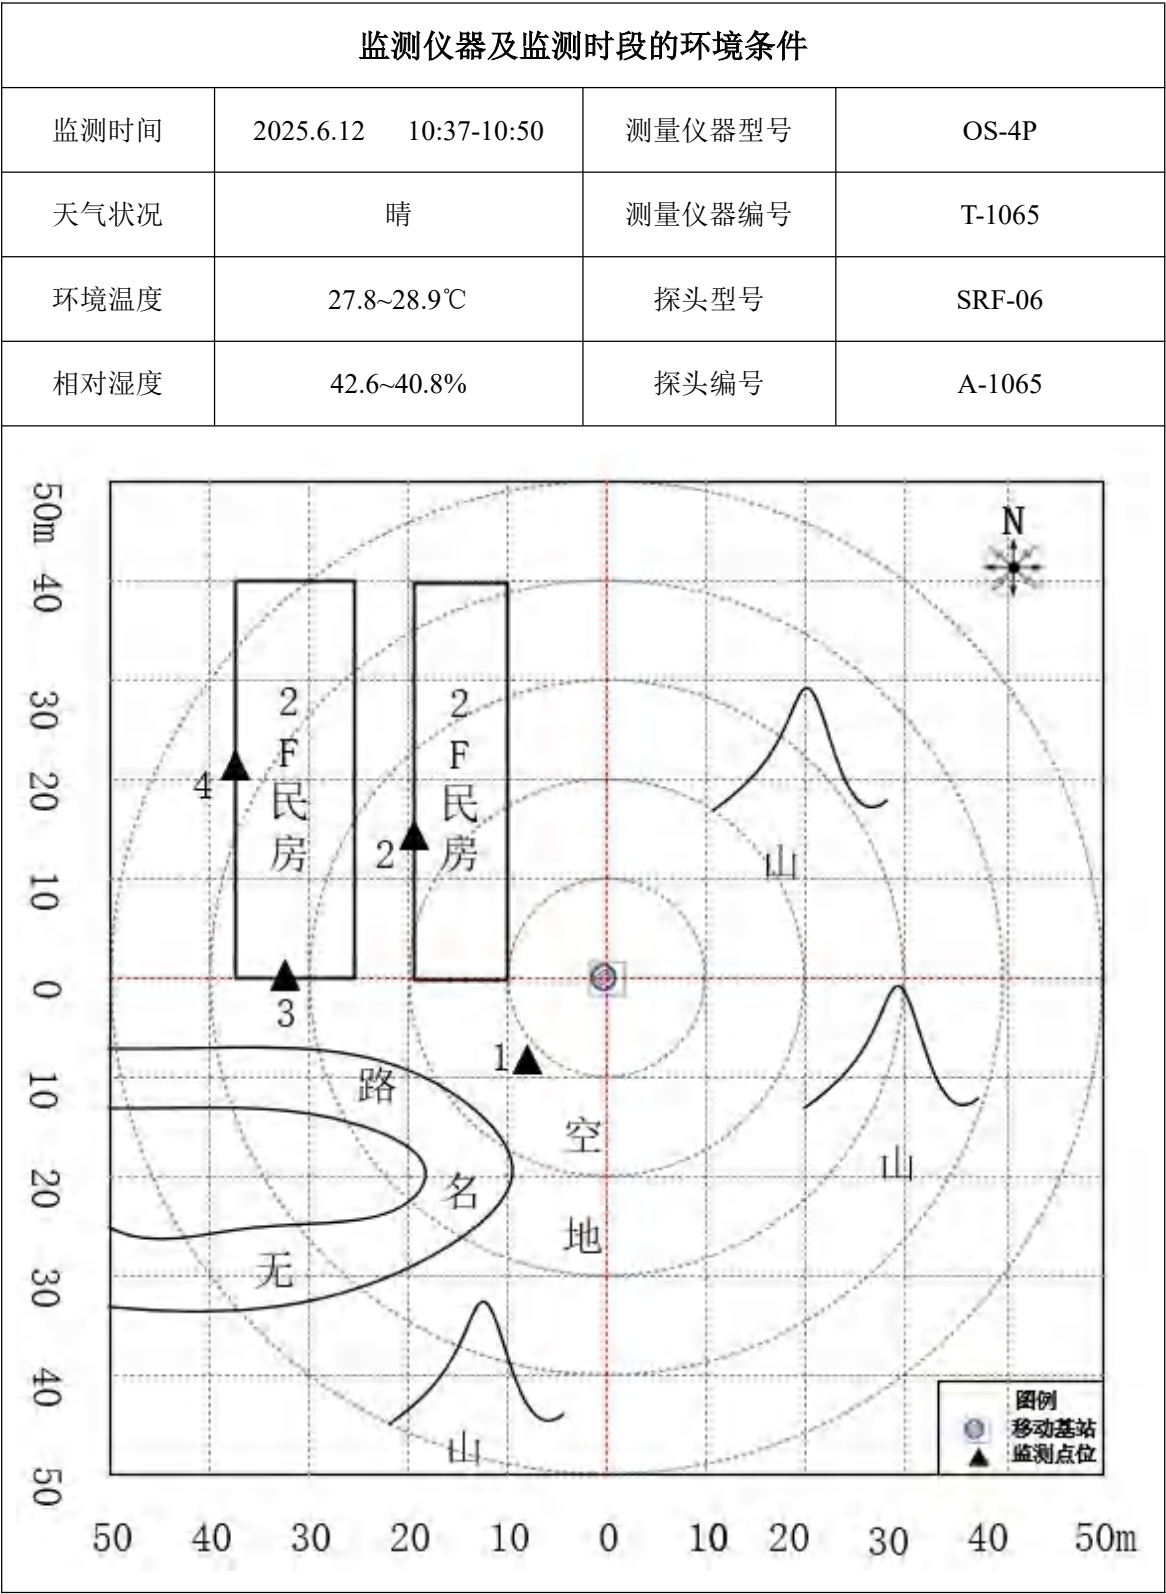 监测仪器及监测时段的环境条件
监测时间 2025.6.12 10:37-10:50 测量仪器型号 OS-4P
天气状况 晴 测量仪器编号 T-1065
环境温度 27.8~28.9℃ 探头型号 SRF-06
相对湿度 42.6~40.8% 探头编号 A-1065
50m
40
30
20
10
0
10
20
30
40
50
N
2F民房
2F民房
4
2
3
1
山
山
山
路
名
无
空
地
图例
移动基站
监测点位
50 40 30 20 10 0 10 20 30 40 50m